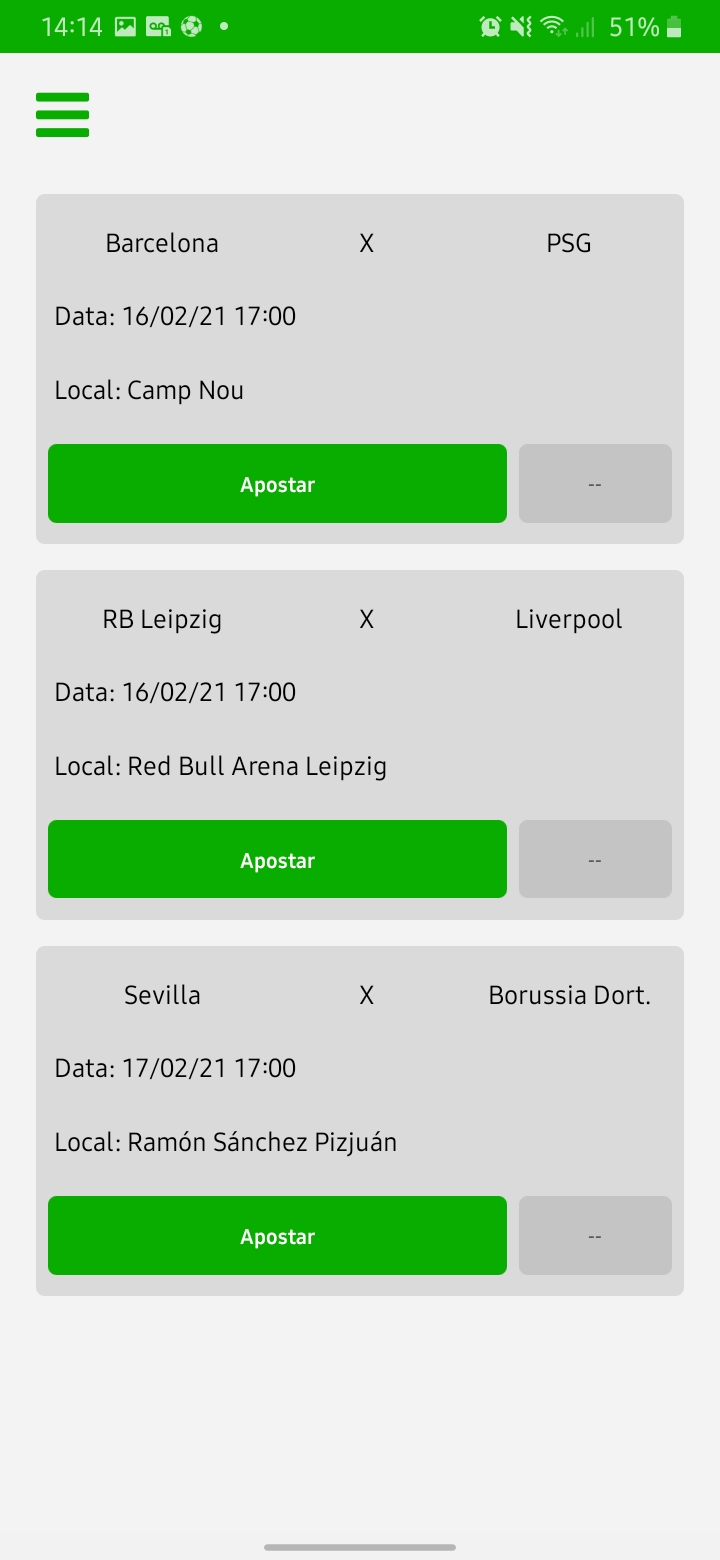 14:14 51%
Barcelona X PSG
Data: 16/02/21 17:00
Local: Camp Nou
Apostar --
RB Leipzig X Liverpool
Data: 16/02/21 17:00
Local: Red Bull Arena Leipzig
Apostar --
Sevilla X Borussia Dort.
Data: 17/02/21 17:00
Local: Ramón Sánchez Pizjuán
Apostar --